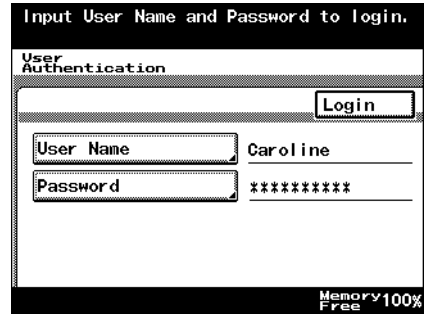 Input User Name and Password to login.
User
Authentication
Login
User Name
Caroline
Password
**********
Memory
Free 100%